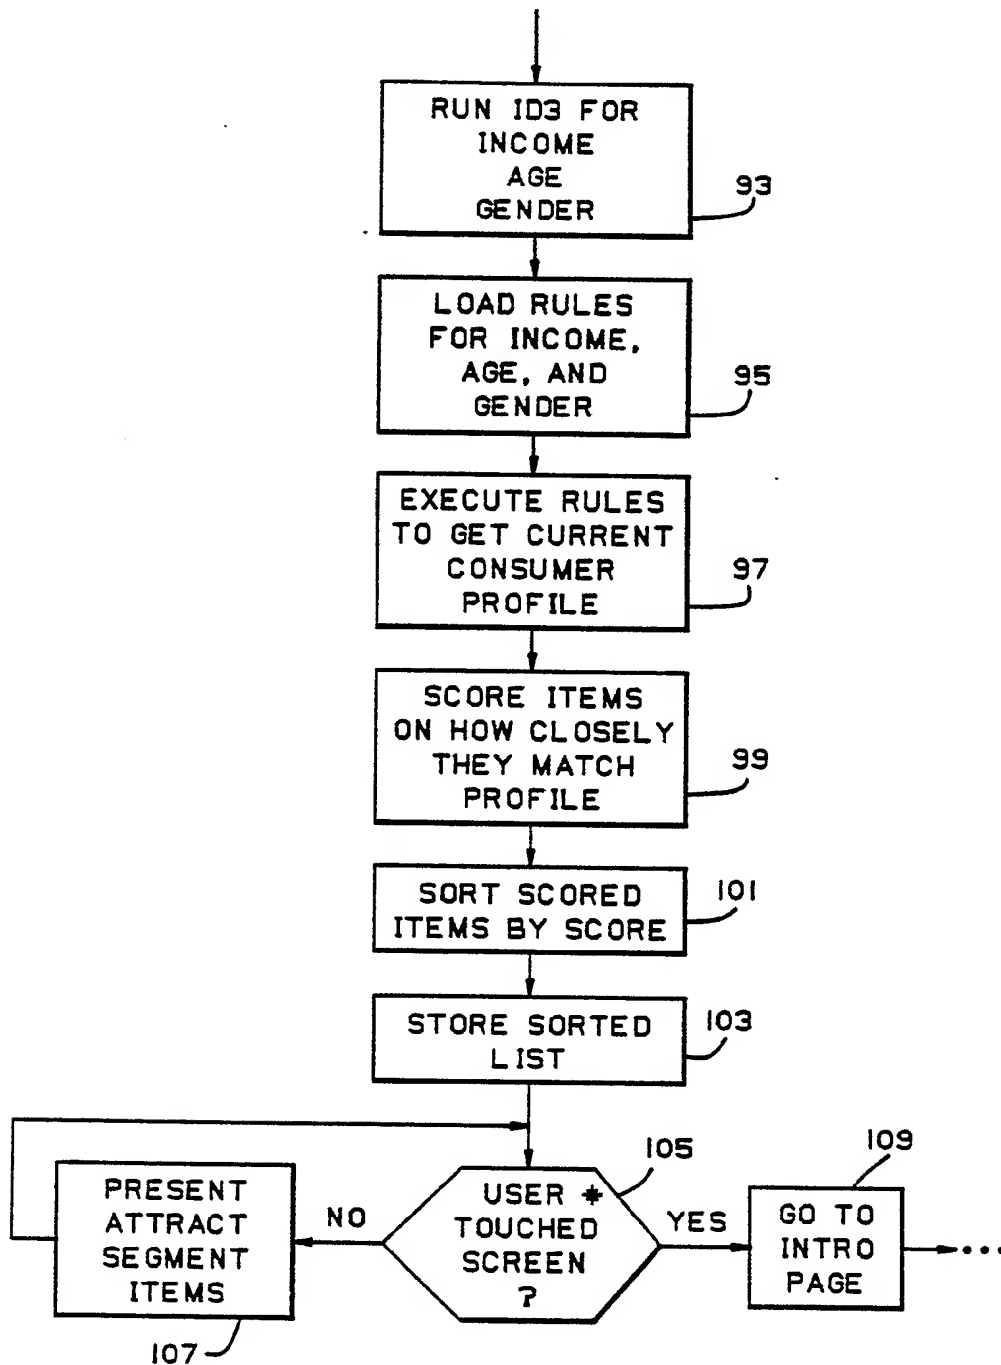 RUN ID3 FOR
INCOME
AGE
GENDER
93
LOAD RULES
FOR INCOME,
AGE, AND
GENDER
95
EXECUTE RULES
TO GET CURRENT
CONSUMER
PROFILE
97
SCORE ITEMS
ON HOW CLOSELY
THEY MATCH
PROFILE
99
SORT SCORED
ITEMS BY SCORE
101
STORE SORTED
LIST
103
PRESENT
ATTRACT
SEGMENT
ITEMS
107
NO
USER *
TOUCHED
SCREEN
?
105
YES
GO TO
INTRO
PAGE
109